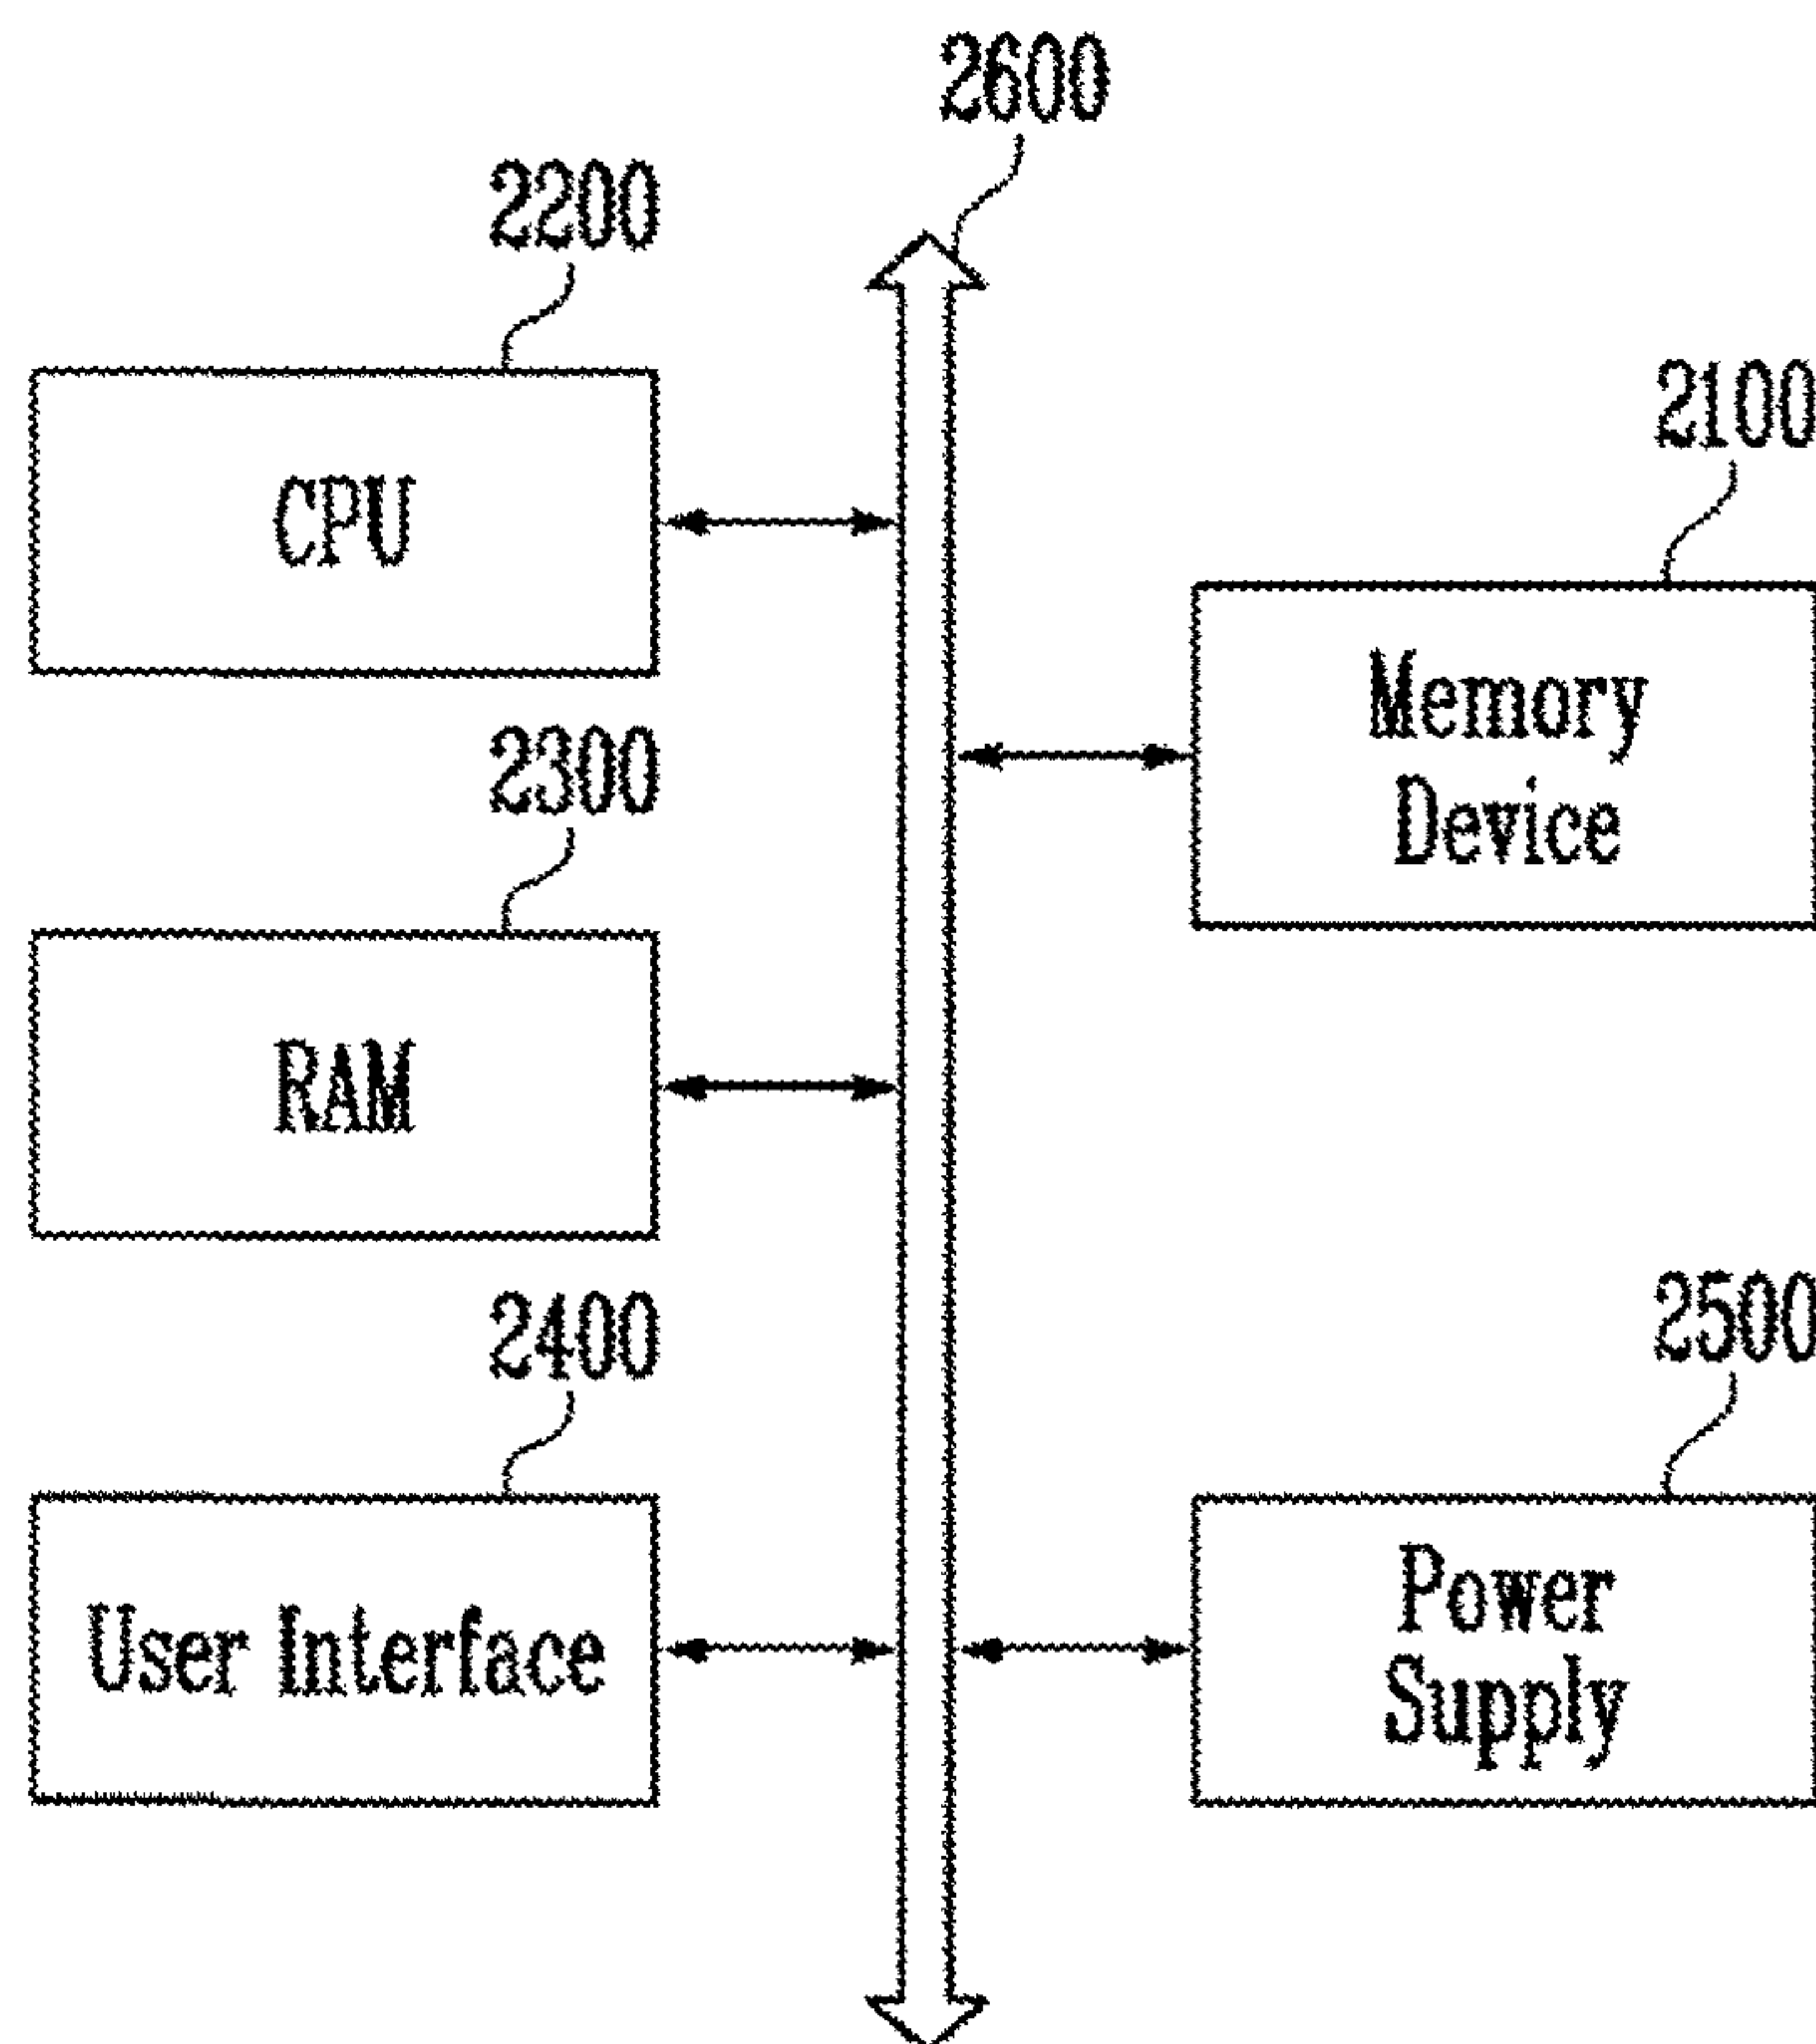 2600
2200
CPU
2100
Memory
Device
2300
RAM
2400
User Interface
2500
Power
Supply